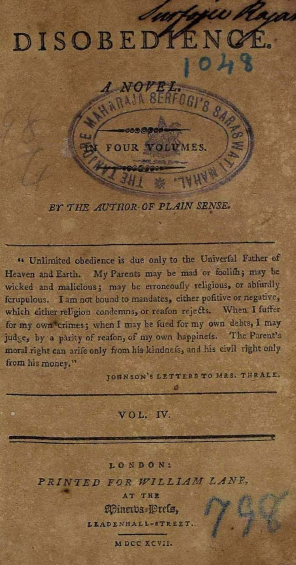 Surfojee Rajah
DISOBEDIENCE.
1048
A NOVEL.
THE TANJORE MAHARAJA SERFOGI'S SARASWATI MAHAL
IN FOUR VOLUMES.
BY THE AUTHOR OF PLAIN SENSE.
“ Unlimited obedience is due only to the Univerſal Father of
Heaven and Earth. My Parents may be mad or fooliſh; may be
wicked and malicious; may be erroneouſly religious, or abſurdly
ſcrupulous. I am not bound to mandates, either poſitive or negative,
which either religion condemns, or reaſon rejects. When I ſuffer
for my own crimes; when I may be ſued for my own debts, I may
judge, by a parity of reaſon, of my own happineſs. The Parent's
moral right can ariſe only from his kindneſs, and his civil right only
from his money.”
JOHNSON'S LETTERS TO MRS. THRALE.
VOL. IV.
LONDON:
PRINTED FOR WILLIAM LANE,
AT THE
Minerva-Preſs,
LEADENHALL-STREET.
798
M DCC XCVII.